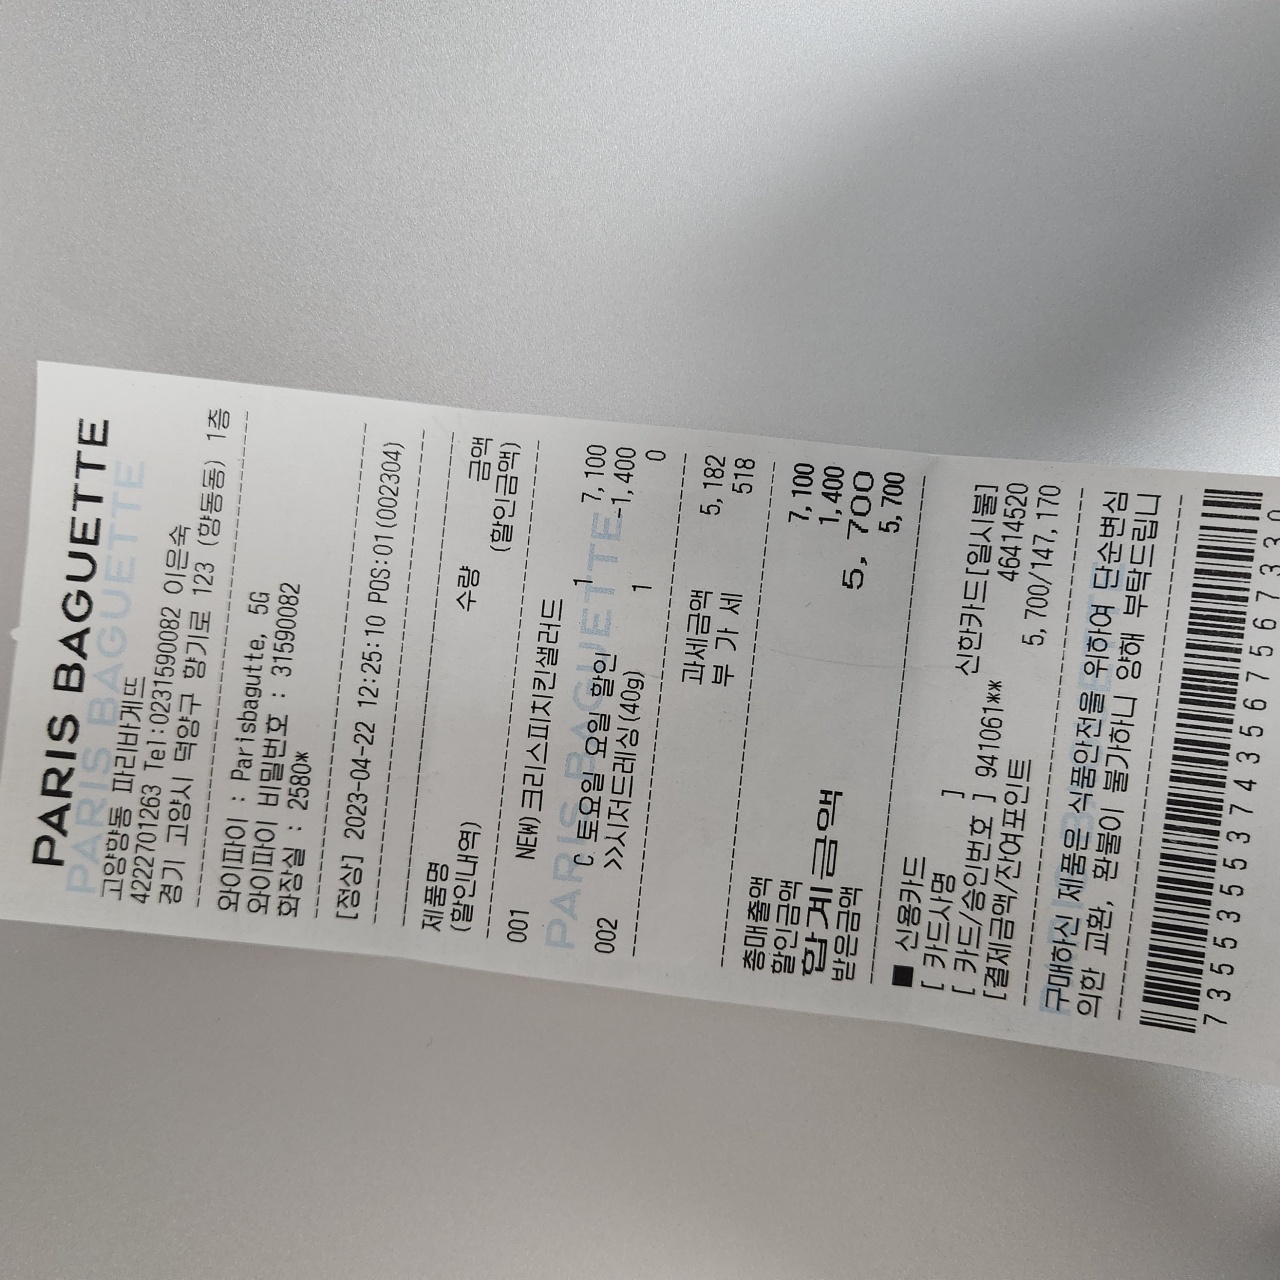 PARIS BAGUETTE
고양향동 파리바게뜨
4222701263 Tel:0231590082 이은숙
경기 고양시 덕양구 향기로 123 (향동동) 1층
와이파이 : Parisbagutte, 5G
와이파이 비밀번호 : 31590082
화장실 : 2580*
[정상] 2023-04-22 12:25:10 POS:01(002304)
제품명 수량 금액
(할인내역) (할인금액)
001 NEW)크리스피치킨샐러드 1 7,100
C 토요일 요일 할인 -1,400
002 >>시저드레싱(40g) 1 0
과세금액 5,182
부 가 세 518
총매출액 7,100
할인금액 1,400
합계금액 5,700
받은금액 5,700
■ 신용카드
[ 카드사명 ] 신한카드[일시불]
[ 카드/승인번호 ] 941061** 46414520
[결제금액/잔여포인트 5,700/147,170
구매하신 제품은 식품안전을 위하여 단순변심
의한 교환, 환불이 불가하니 양해 부탁드립니